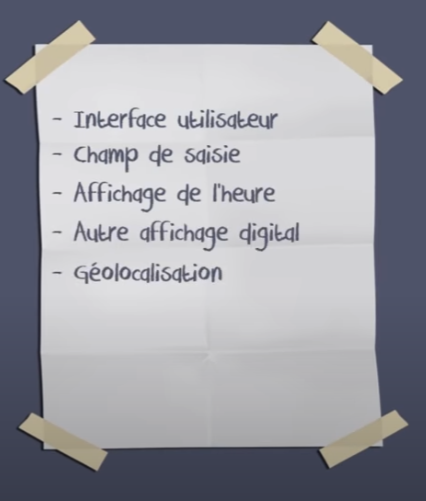 - Interface utilisateur
- Champ de saisie
- Affichage de l'heure
- Autre affichage digital
- Géolocalisation